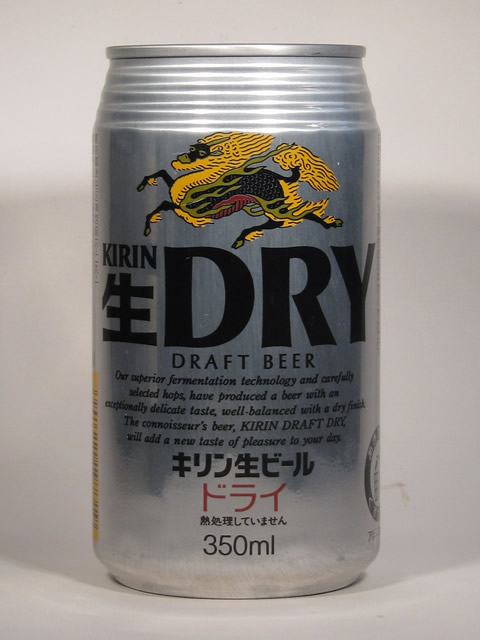 KIRIN
生 DRY
DRAFT BEER
Our superior fermentation technology and carefully
selected hops, have produced a beer with an
exceptionally delicate taste, well-balanced with a dry finish.
The connoisseur's beer, KIRIN DRAFT DRY,
will add a new taste of pleasure to your day.
キリン生ビール
ドライ
熱処理していません
350ml